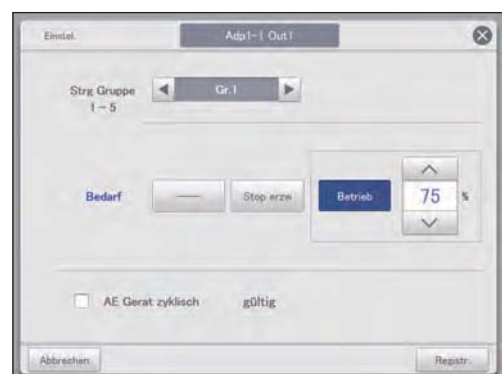 Einstel.
Adp1-1 Out1
Strg Gruppe
1 – 5
Gr.1
Bedarf
Stop erzw
Betrieb
75
%
AE Gerat zyklisch gültig
Abbrechen
Registr.